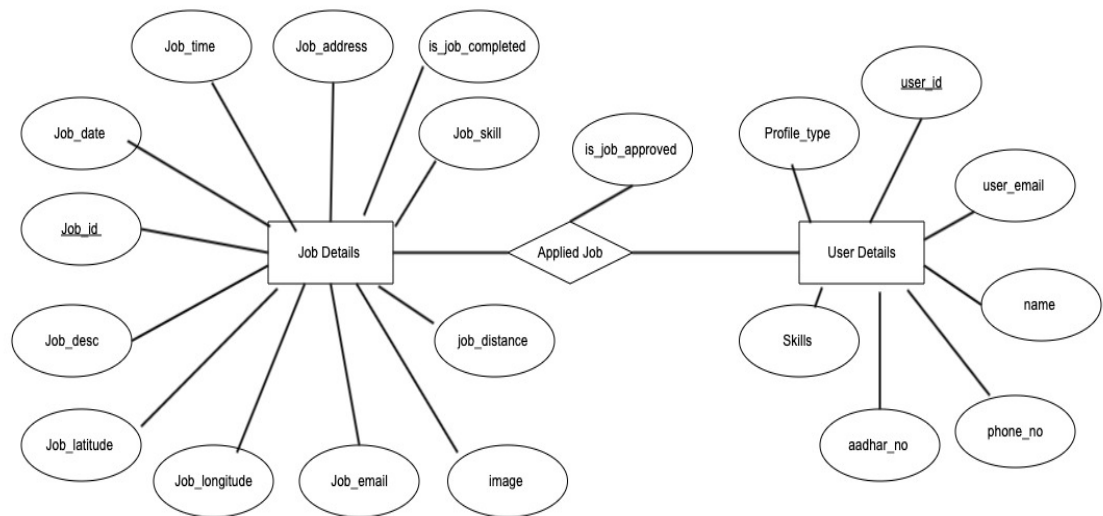 Job_time
Job_address
is_job_completed
user_id
Job_date
Job_skill
is_job_approved
Profile_type
user_email
Job_id
Job Details
Applied Job
User Details
name
Job_desc
job_distance
Skills
Job_latitude
aadhar_no
phone_no
Job_longitude
Job_email
image